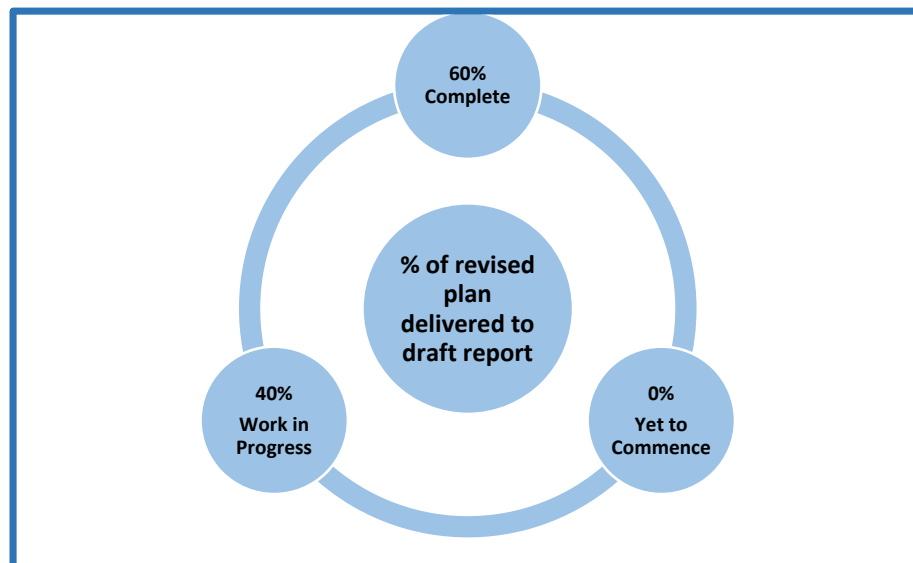 60%
Complete
% of revised
plan
delivered to
draft report
40%
Work in
Progress
0%
Yet to
Commence